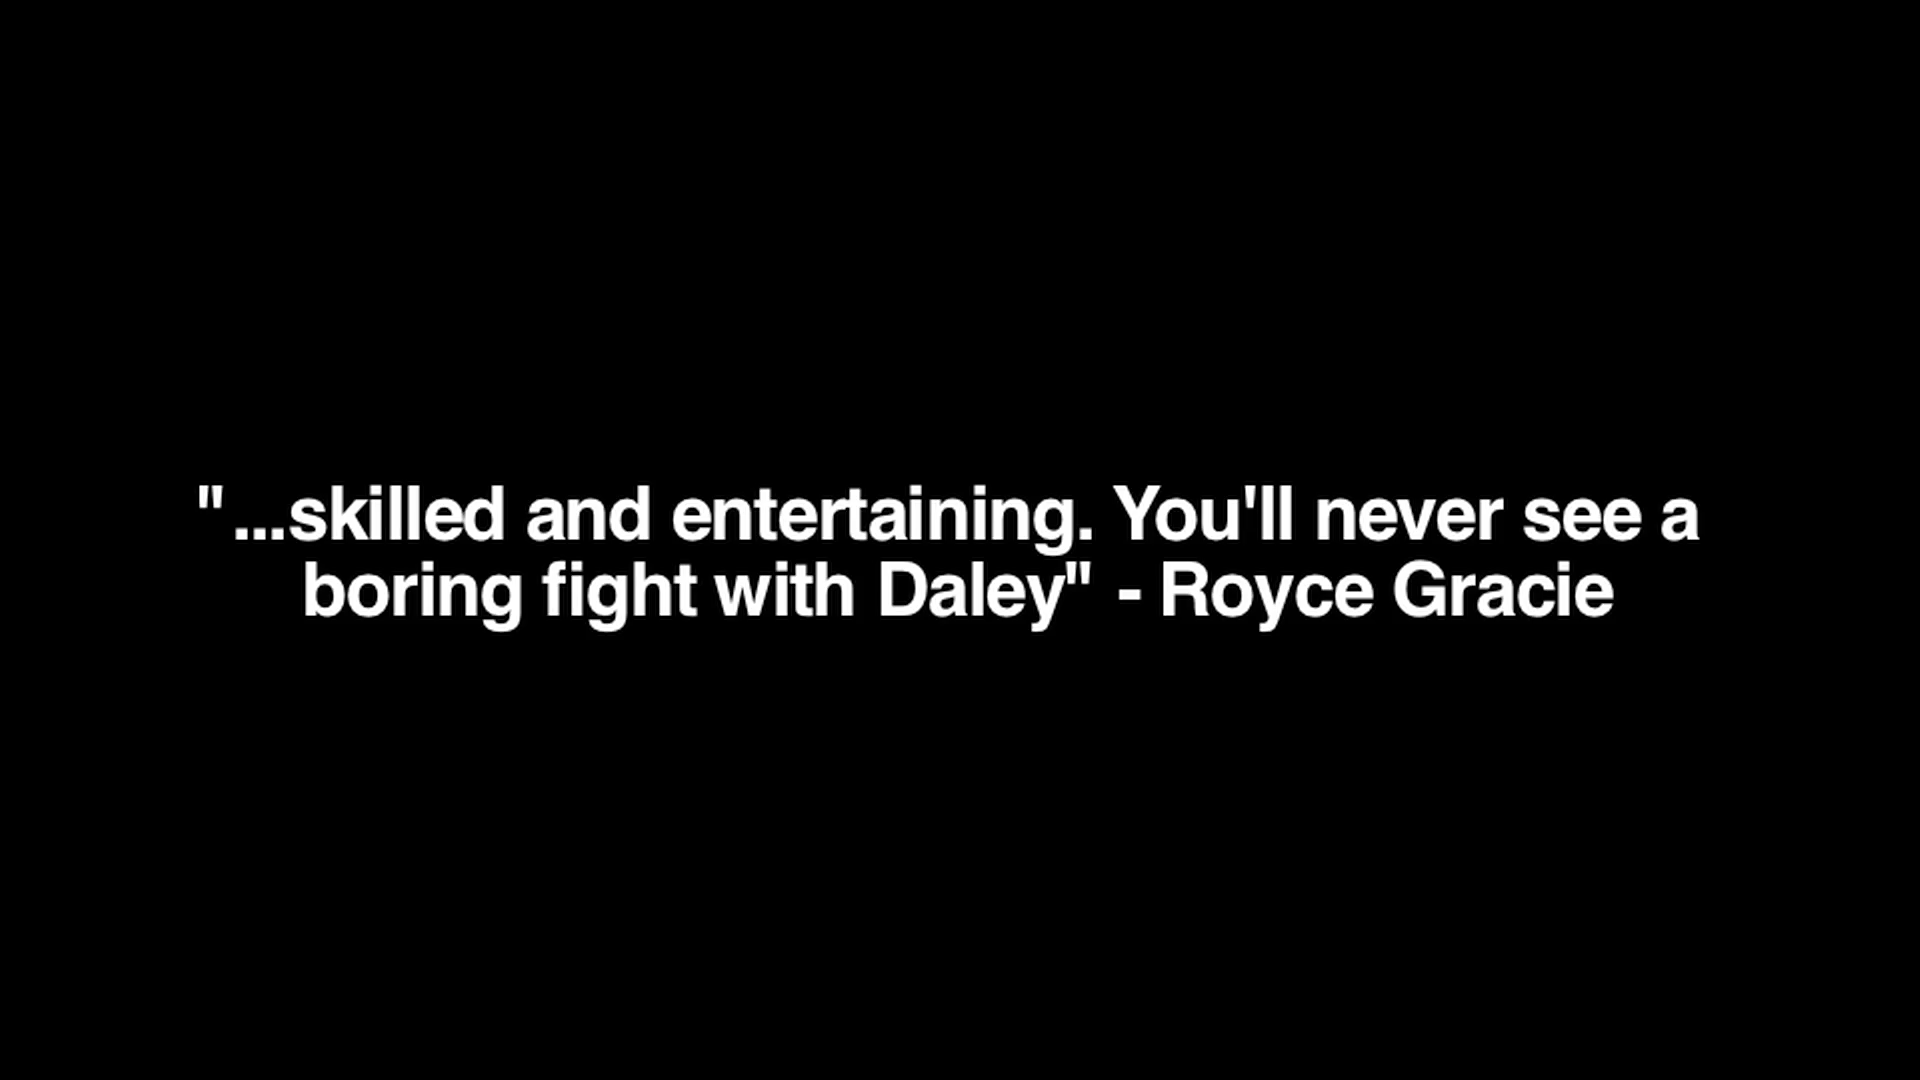 "...skilled and entertaining. You'll never see a
boring fight with Daley" - Royce Gracie